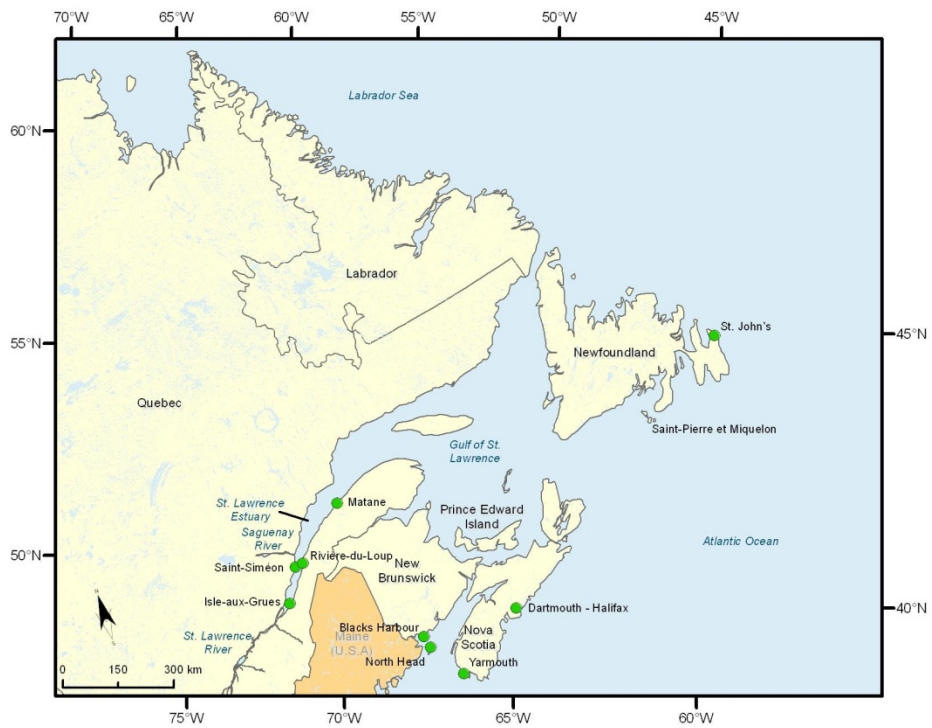 70°W 65°W 60°W 55°W 50°W 45°W
Labrador Sea
60°N
Labrador
St. John's
45°N
55°N
Newfoundland
Quebec
Saint-Pierre et Miquelon
Gulf of St.
Lawrence
Matane
St. Lawrence
Estuary
Prince Edward
Island
Saguenay
River
Atlantic Ocean
50°N
Rivière-du-Loup
Saint-Siméon
New
Brunswick
Isle-aux-Grues
Dartmouth - Halifax
40°N
Blacks Harbour
Nova
Scotia
St. Lawrence
River
Maine
(U.S.A)
North Head
Yarmouth
0 150 300 km
75°W 70°W 65°W 60°W